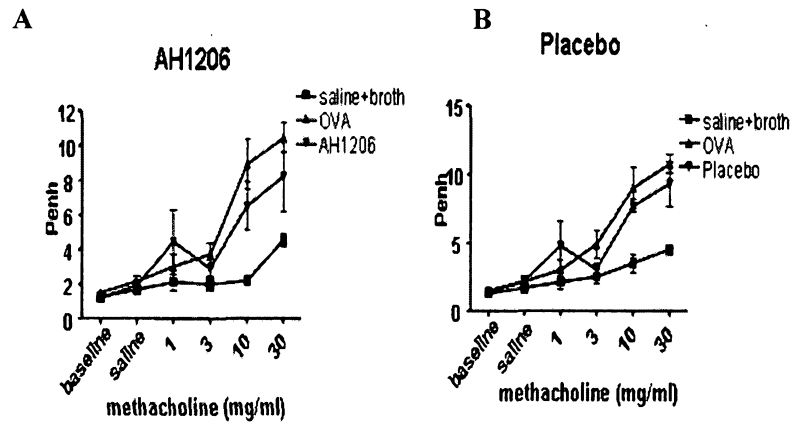 A
AH1206
saline+broth
OVA
AH1206
12
10
8
6
4
2
0
Penh
baseline
saline
1
3
10
30
methacholine (mg/ml)
B
Placebo
saline+broth
OVA
Placebo
15
10
5
0
Penh
baseline
saline
1
3
10
30
methacholine (mg/ml)